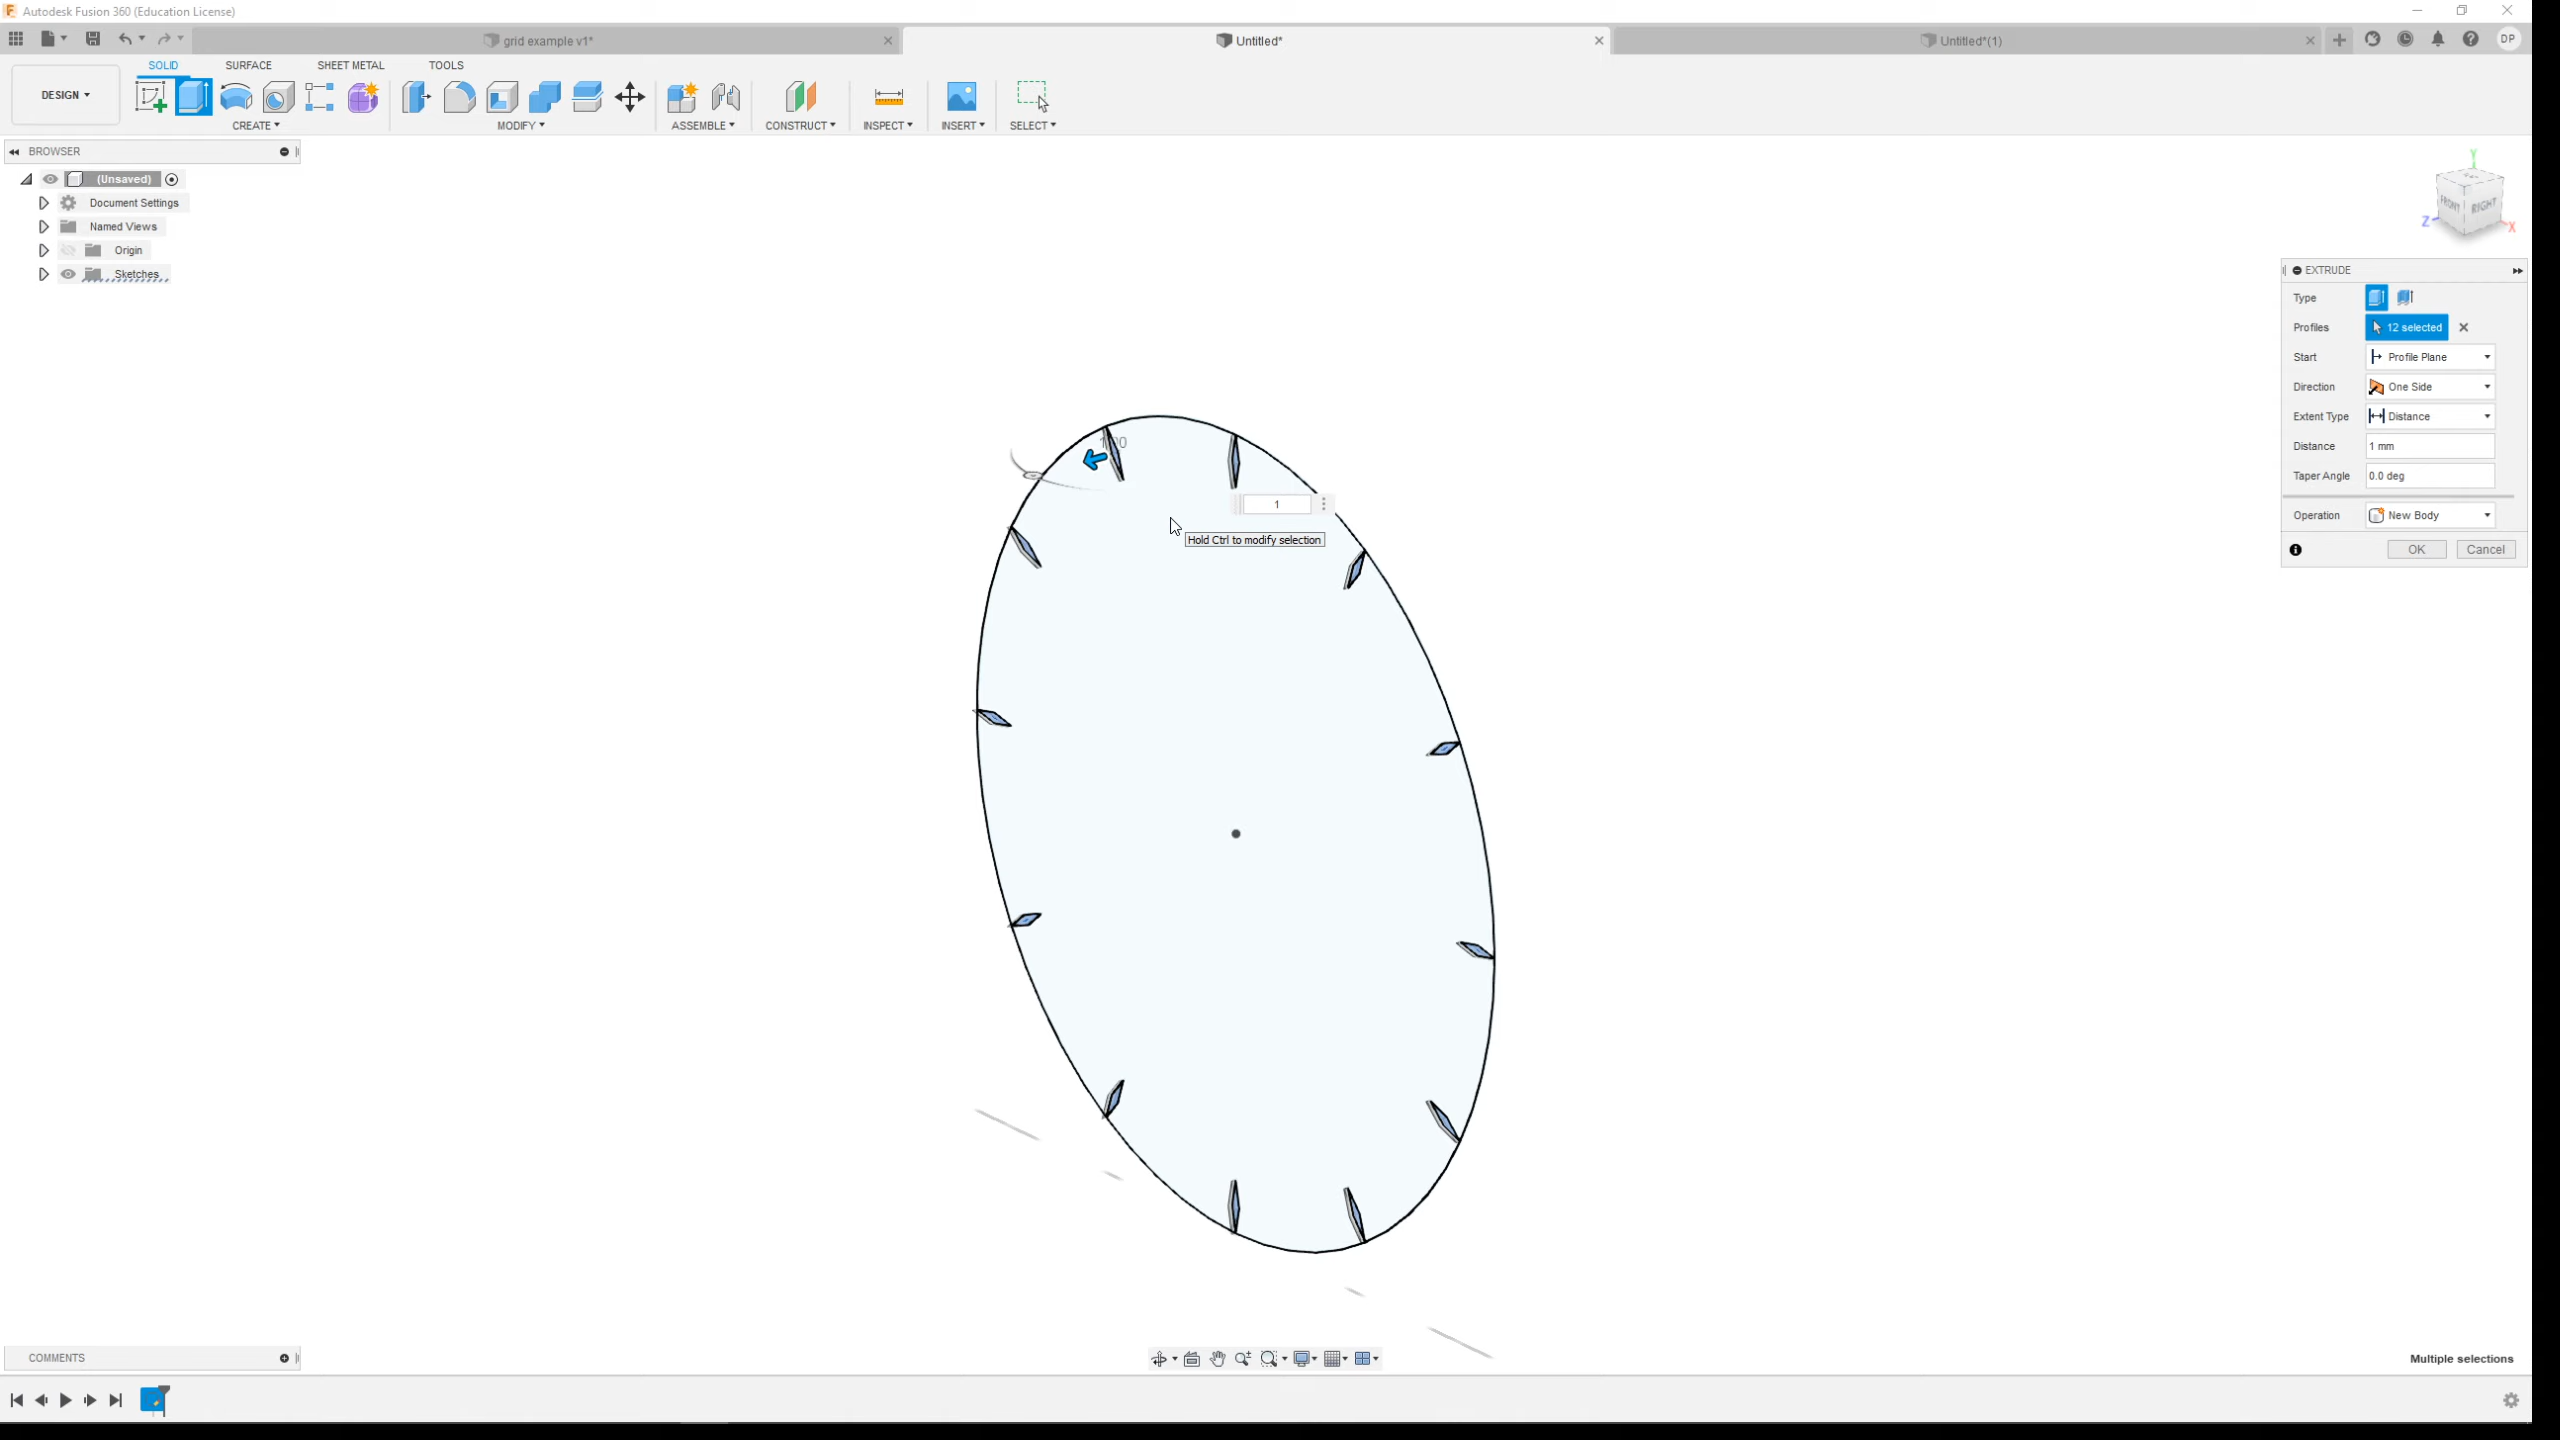 Autodesk Fusion 360 (Education License)
grid example v1*
Untitled*
Untitled*(1)
DP
SOLID
SURFACE
SHEET METAL
TOOLS
DESIGN
CREATE
MODIFY
ASSEMBLE
CONSTRUCT
INSPECT
INSERT
SELECT
BROWSER
(Unsaved)
Document Settings
Named Views
Origin
Sketches
Y
FRONT
RIGHT
Z
X
EXTRUDE
Type
Profiles
12 selected
Start
Profile Plane
Direction
One Side
Extent Type
Distance
Distance
1 mm
Taper Angle
0.0 deg
Operation
New Body
OK
Cancel
1
Hold Ctrl to modify selection
COMMENTS
Multiple selections